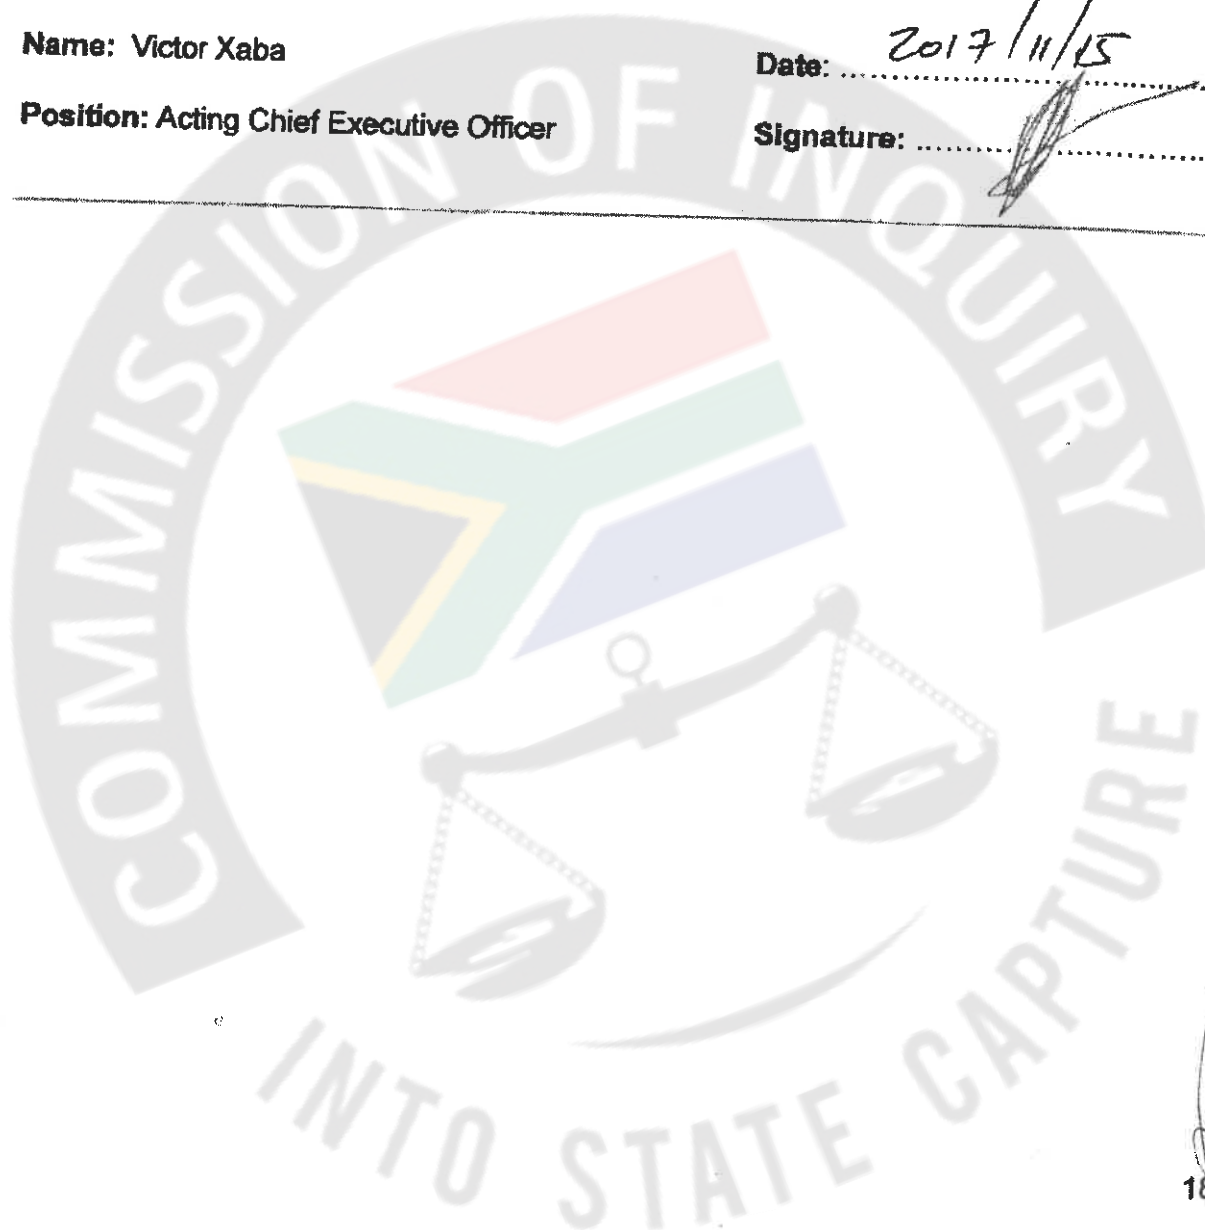 Name: Victor Xaba
Date: 2017/11/15
Position: Acting Chief Executive Officer
Signature:
COMMISSION OF INQUIRY
INTO STATE CAPTURE